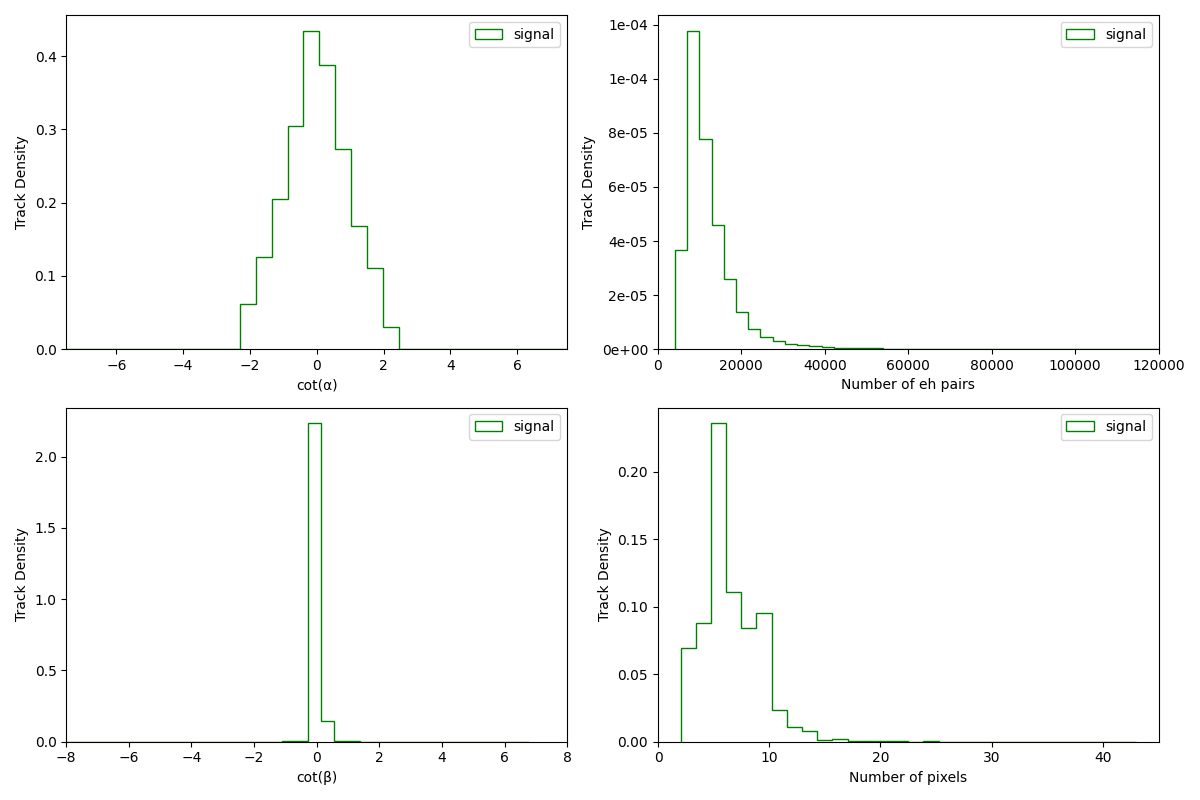 signal
Track Density
0.4
0.3
0.2
0.1
0.0
−6
−4
−2
0
2
4
6
cot(α)
signal
Track Density
1e-04
1e-04
8e-05
6e-05
4e-05
2e-05
0e+00
0
20000
40000
60000
80000
100000
120000
Number of eh pairs
signal
Track Density
2.0
1.5
1.0
0.5
0.0
−8
−6
−4
−2
0
2
4
6
8
cot(β)
signal
Track Density
0.20
0.15
0.10
0.05
0.00
0
10
20
30
40
Number of pixels